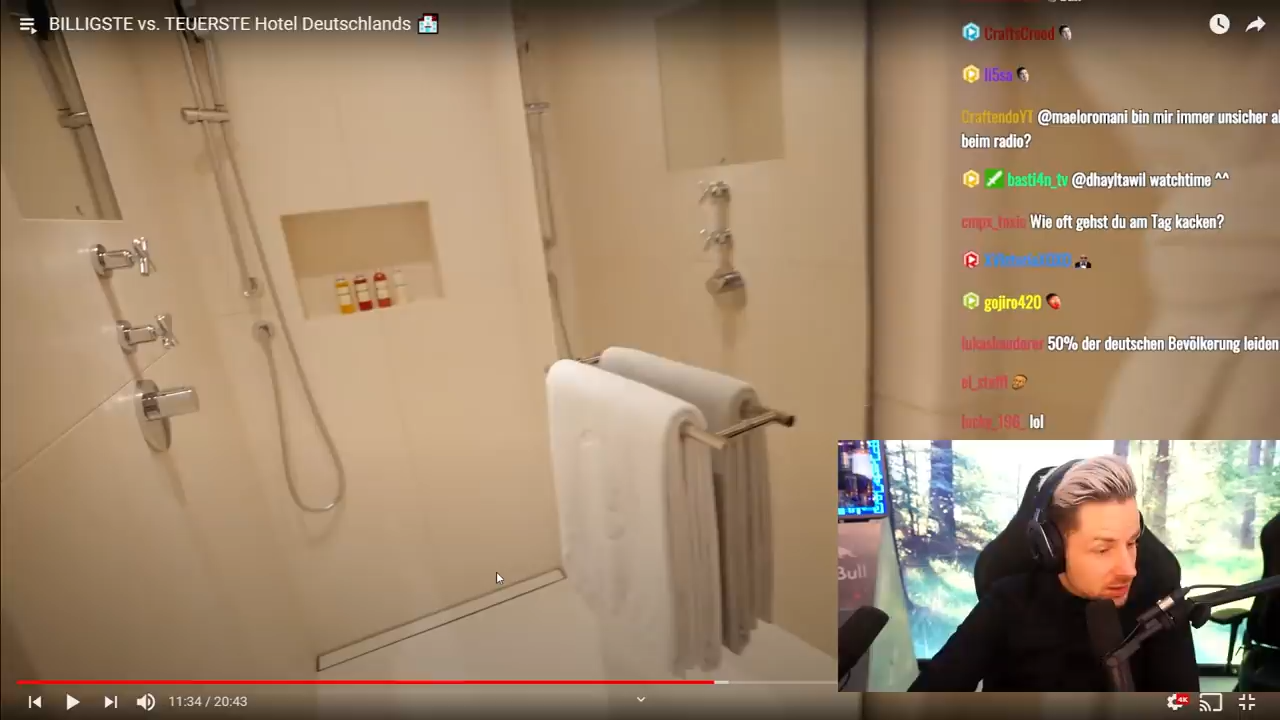 BILLIGSTE vs. TEUERSTE Hotel Deutschlands
CraftsCreed
li5sa
CraftendoYT @maeloromani bin mir immer unsicher al
beim radio?
basti4n_tv @dhayltawil watchtime ^^
cmpx_toxic Wie oft gehst du am Tag kacken?
gojiro420
50% der deutschen Bevölkerung leiden
el_stuffl
lucky_196_ lol
Bull
11:34 / 20:43
4K